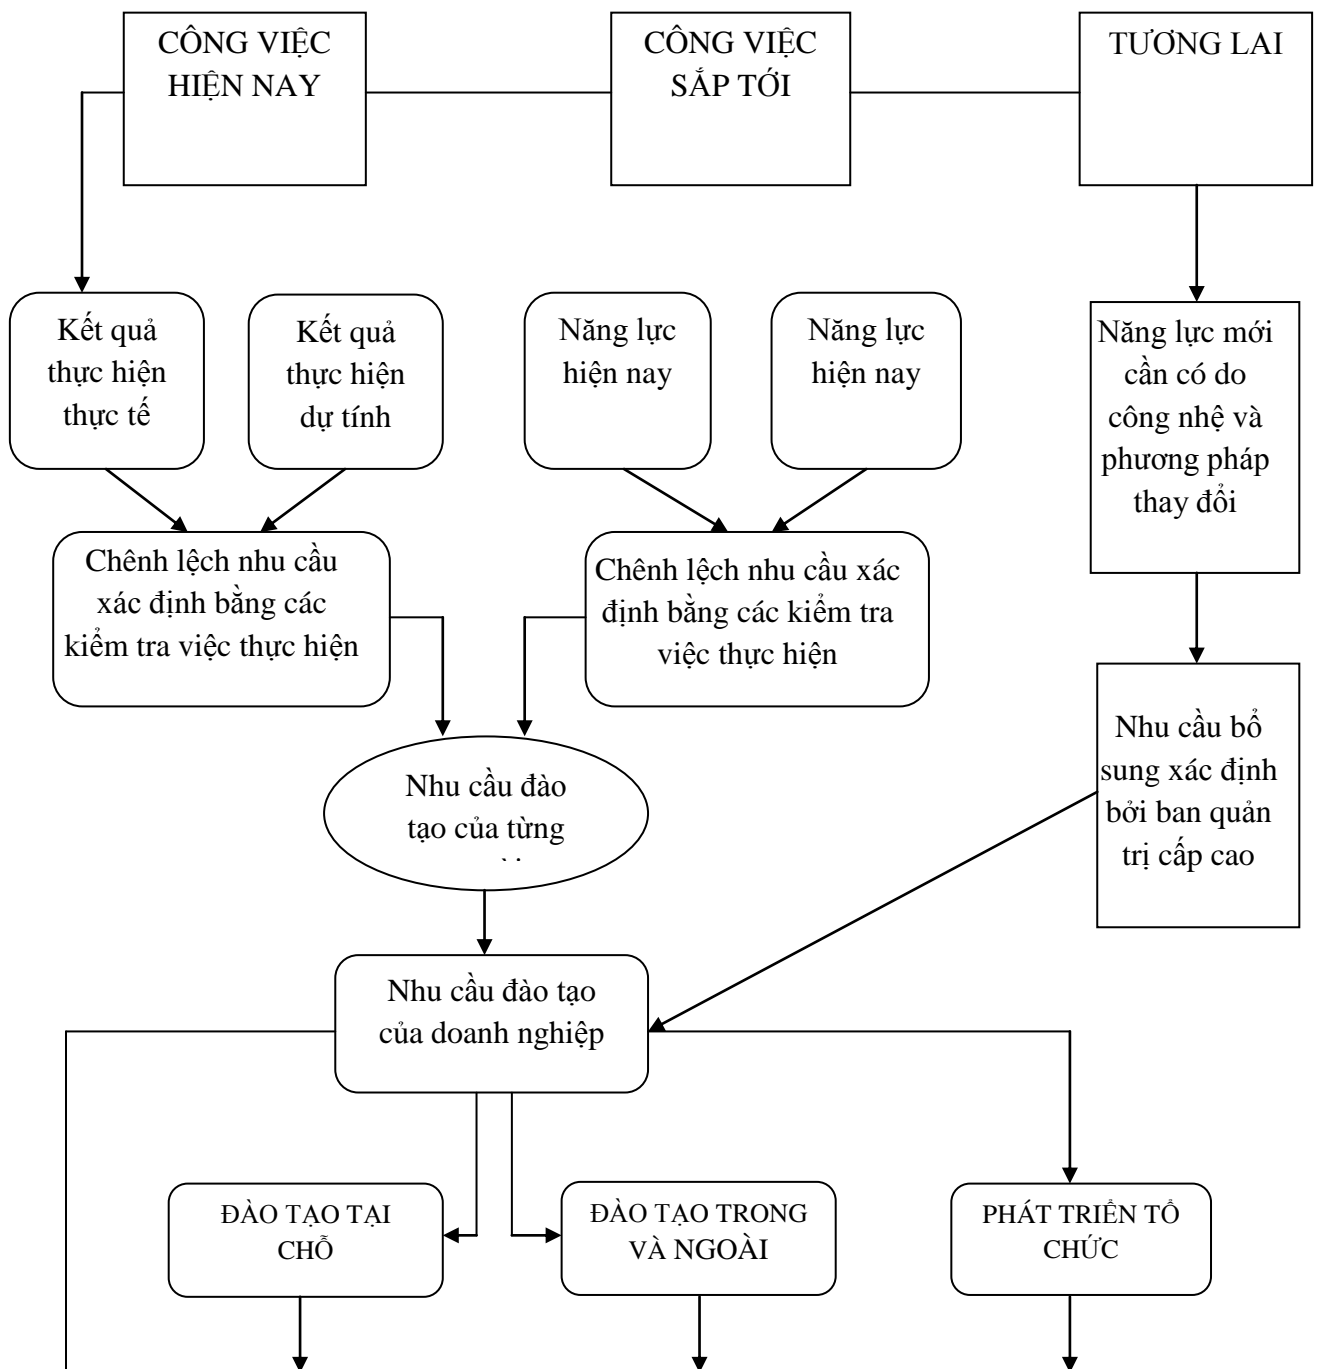 CÔNG VIỆC
HIỆN NAY
CÔNG VIỆC
SẮP TỚI
TƯƠNG LAI
Kết quả
thực hiện
thực tế
Kết quả
thực hiện
dự tính
Năng lực
hiện nay
Năng lực
hiện nay
Năng lực mới
cần có do
công nhệ và
phương pháp
thay đổi
Chênh lệch nhu cầu
xác định bằng các
kiểm tra việc thực hiện
Chênh lệch nhu cầu xác
định bằng các kiểm tra
việc thực hiện
Nhu cầu bổ
sung xác định
bởi ban quản
trị cấp cao
Nhu cầu đào
tạo của từng
Nhu cầu đào tạo
của doanh nghiệp
ĐÀO TẠO TẠI
CHỖ
ĐÀO TẠO TRONG
VÀ NGOÀI
PHÁT TRIỂN TỔ
CHỨC